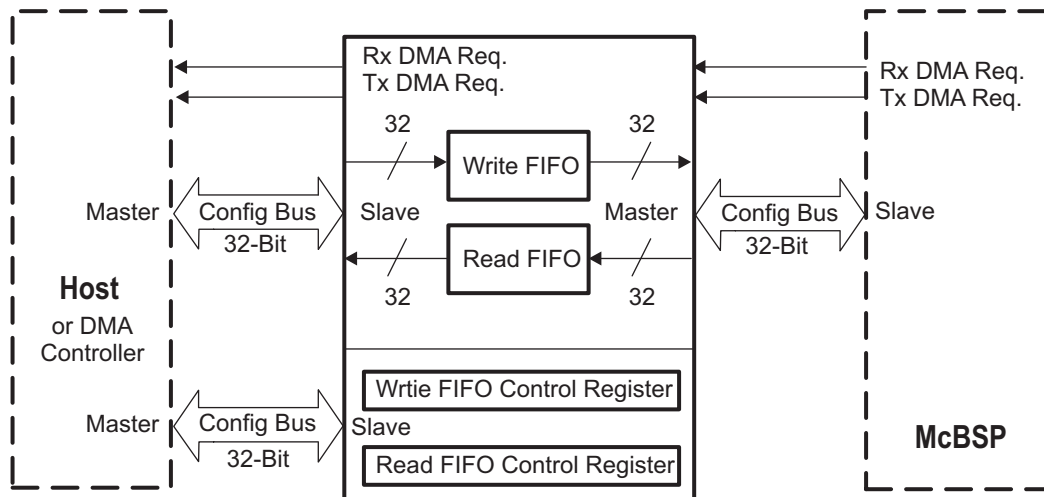 Rx DMA Req.
Tx DMA Req.
Rx DMA Req.
Tx DMA Req.
32
32
Write FIFO
Master
Config Bus
32-Bit
Slave
Master
Config Bus
32-Bit
Slave
Read FIFO
32
32
Host
or DMA
Controller
Wrtie FIFO Control Register
Master
Config Bus
32-Bit
Slave
Read FIFO Control Register
McBSP